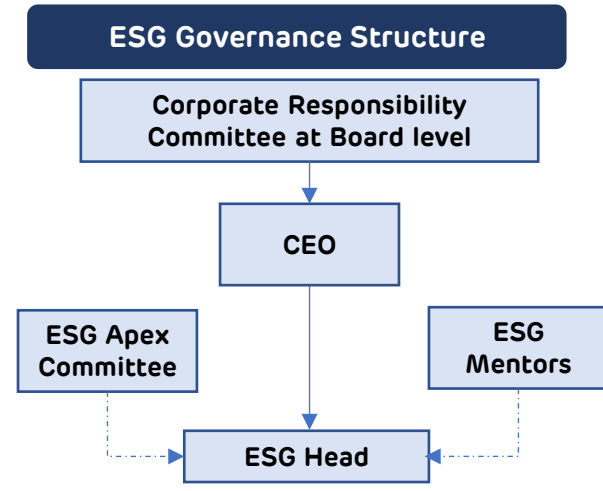 ESG Governance Structure
Corporate Responsibility
Committee at Board level
CEO
ESG Apex
Committee
ESG
Mentors
ESG Head